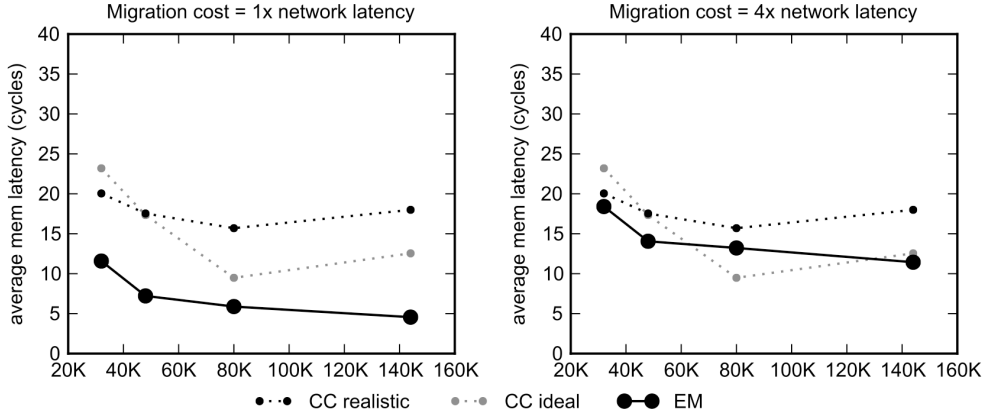 Migration cost = 1x network latency
average mem latency (cycles)
40
35
30
25
20
15
10
5
0
20K 40K 60K 80K 100K 120K 140K 160K
Migration cost = 4x network latency
average mem latency (cycles)
40
35
30
25
20
15
10
5
0
20K 40K 60K 80K 100K 120K 140K 160K
CC realistic CC ideal EM